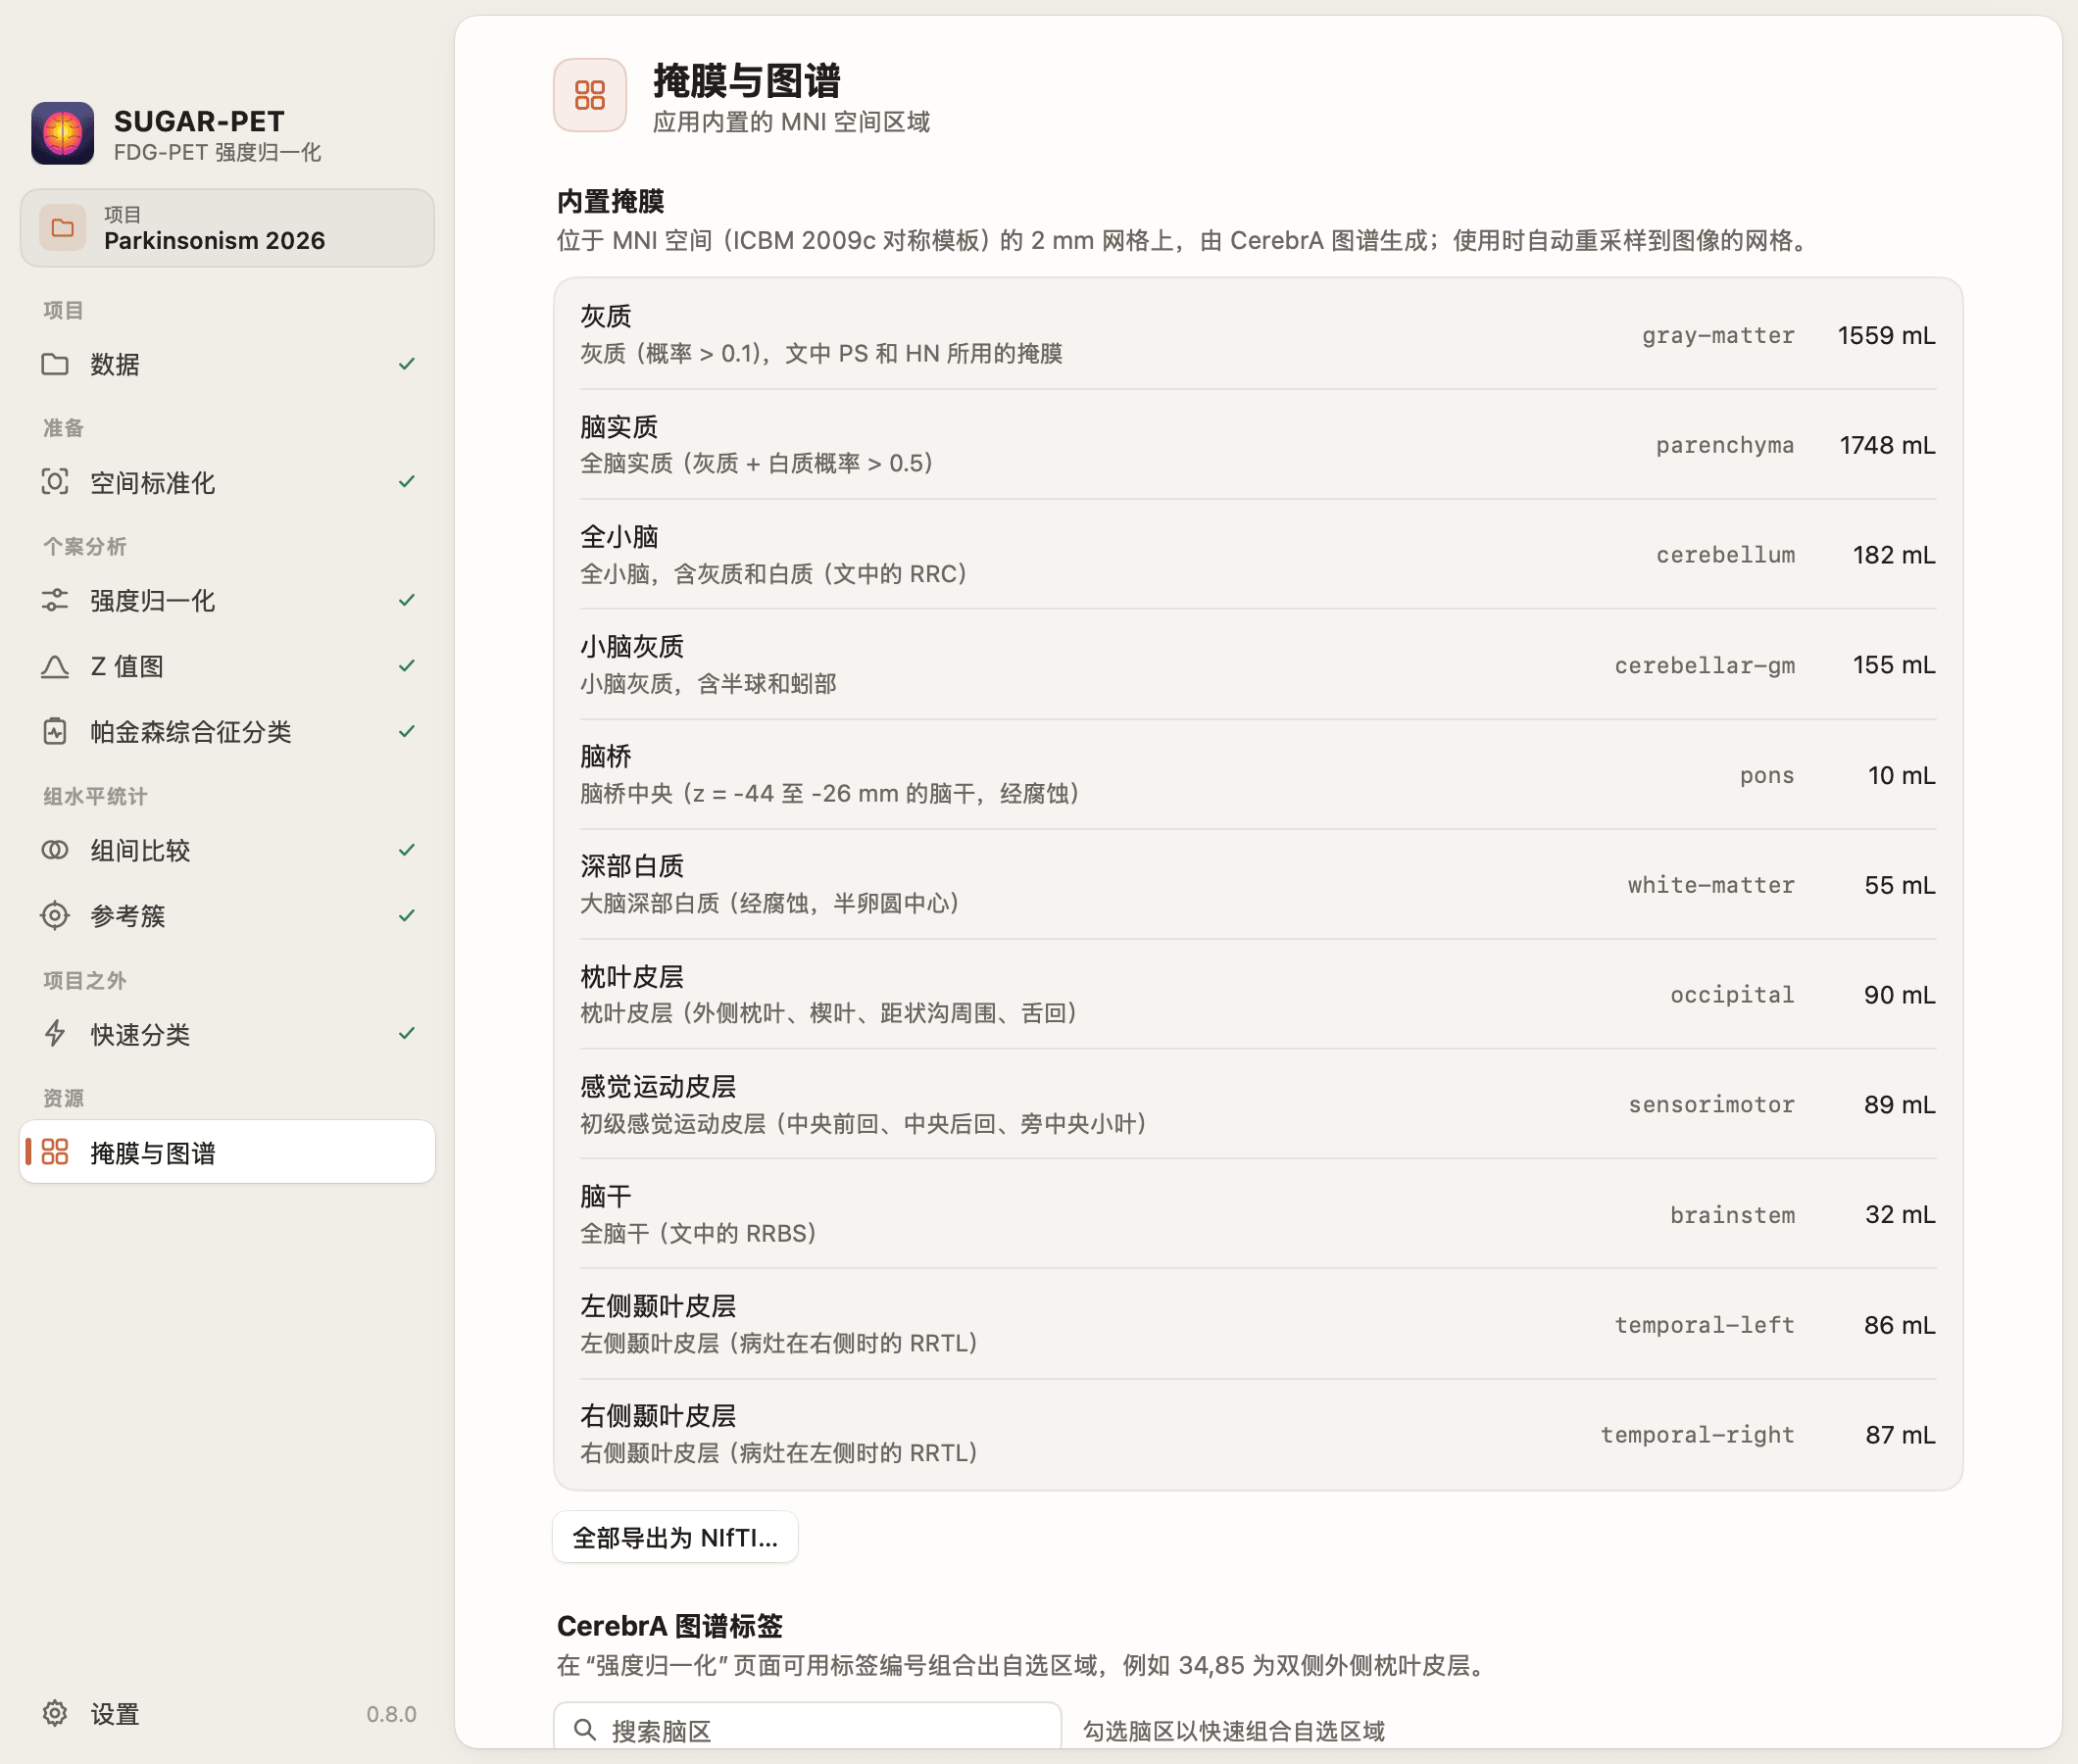 SUGAR-PET
FDG-PET 强度归一化
项目
Parkinsonism 2026
项目
数据
准备
空间标准化
个案分析
强度归一化
Z 值图
帕金森综合征分类
组水平统计
组间比较
参考簇
项目之外
快速分类
资源
掩膜与图谱
设置
0.8.0
掩膜与图谱
应用内置的 MNI 空间区域
内置掩膜
位于 MNI 空间（ICBM 2009c 对称模板）的 2 mm 网格上，由 CerebrA 图谱生成；使用时自动重采样到图像的网格。
灰质
灰质（概率 > 0.1），文中 PS 和 HN 所用的掩膜
gray-matter
1559 mL
脑实质
全脑实质（灰质 + 白质概率 > 0.5）
parenchyma
1748 mL
全小脑
全小脑，含灰质和白质（文中的 RRC）
cerebellum
182 mL
小脑灰质
小脑灰质，含半球和蚓部
cerebellar-gm
155 mL
脑桥
脑桥中央（z = -44 至 -26 mm 的脑干，经腐蚀）
pons
10 mL
深部白质
大脑深部白质（经腐蚀，半卵圆中心）
white-matter
55 mL
枕叶皮层
枕叶皮层（外侧枕叶、楔叶、距状沟周围、舌回）
occipital
90 mL
感觉运动皮层
初级感觉运动皮层（中央前回、中央后回、旁中央小叶）
sensorimotor
89 mL
脑干
全脑干（文中的 RRBS）
brainstem
32 mL
左侧颞叶皮层
左侧颞叶皮层（病灶在右侧时的 RRTL）
temporal-left
86 mL
右侧颞叶皮层
右侧颞叶皮层（病灶在左侧时的 RRTL）
temporal-right
87 mL
全部导出为 NIfTI...
CerebrA 图谱标签
在 “强度归一化” 页面可用标签编号组合出自选区域，例如 34,85 为双侧外侧枕叶皮层。
搜索脑区
勾选脑区以快速组合自选区域